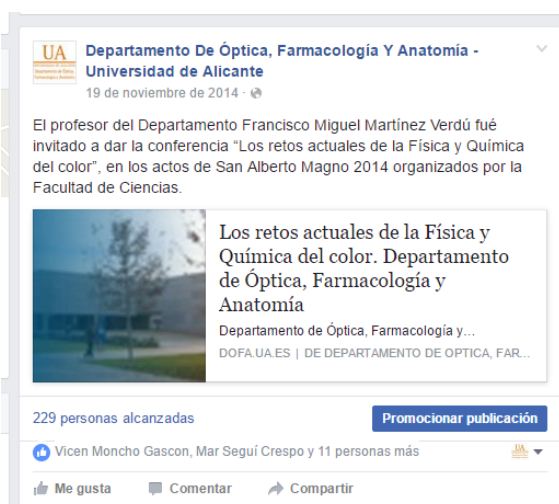 UA
Departamento De Óptica, Farmacología Y Anatomía -
Universidad de Alicante
19 de noviembre de 2014 ·
El profesor del Departamento Francisco Miguel Martínez Verdú fué
invitado a dar la conferencia “Los retos actuales de la Física y Química
del color”, en los actos de San Alberto Magno 2014 organizados por la
Facultad de Ciencias.
Los retos actuales de la Física y
Química del color. Departamento
de Óptica, Farmacología y
Anatomía
Departamento de Óptica, Farmacología y…
DOFA.UA.ES | DE DEPARTAMENTO DE OPTICA, FAR...
229 personas alcanzadas
Promocionar publicación
Vicen Moncho Gascon, Mar Seguí Crespo y 11 personas más
Me gusta
Comentar
Compartir